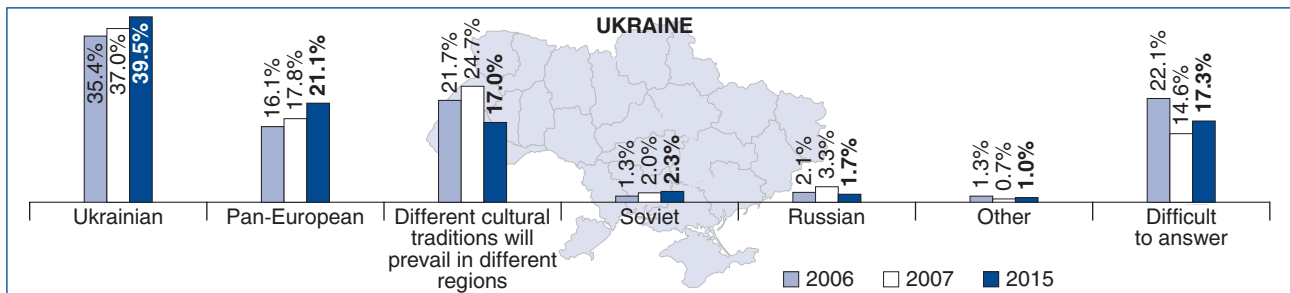 UKRAINE
35.4%
37.0%
39.5%
16.1%
17.8%
21.1%
21.7%
24.7%
17.0%
1.3%
2.0%
2.3%
2.1%
3.3%
1.7%
1.3%
0.7%
1.0%
22.1%
14.6%
17.3%
Ukrainian
Pan-European
Different cultural
traditions will
prevail in different
regions
Soviet
Russian
Other
Difficult
to answer
2006 2007 2015